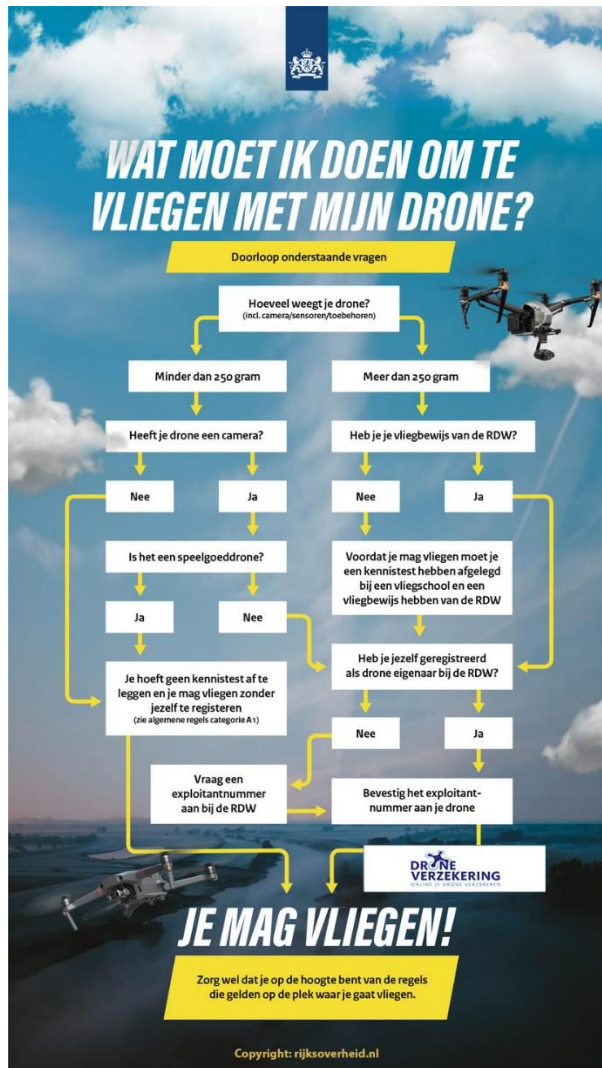 WAT MOET IK DOEN OM TE
VLIEGEN MET MIJN DRONE?
Doorloop onderstaande vragen
Hoeveel weegt je drone?
(incl. camera/sensoren/toebehoren)
Minder dan 250 gram
Meer dan 250 gram
Heeft je drone een camera?
Heb je je vliegbewijs van de RDW?
Nee
Ja
Nee
Ja
Is het een speelgoeddrone?
Voordat je mag vliegen moet je
een kennistest hebben afgelegd
bij een vliegschool en een
vliegbewijs hebben van de RDW
Ja
Nee
Je hoeft geen kennistest af te
leggen en je mag vliegen zonder
jezelf te registeren
(zie algemene regels categorie A1)
Heb je jezelf geregistreerd
als drone eigenaar bij de RDW?
Nee
Ja
Vraag een
exploitantnummer
aan bij de RDW
Bevestig het exploitant-
nummer aan je drone
DRONE
VERZEKERING
ONLINE JE DRONE VERZEKEREN
JE MAG VLIEGEN!
Zorg wel dat je op de hoogte bent van de regels
die gelden op de plek waar je gaat vliegen.
Copyright: rijksoverheid.nl